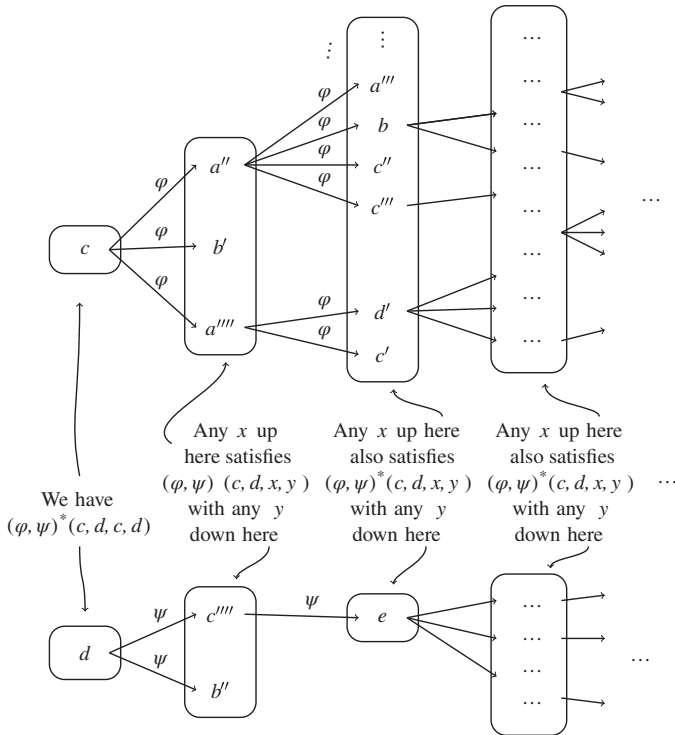 ⋮ ⋮ ...
φ a''' ...
φ b ...
a'' φ c'' ...
φ φ c''' ... ...
c φ b' ...
φ ...
a'''' φ d' ...
φ c' ...
Any x up
here satisfies
(φ, ψ) (c, d, x, y )
with any y
down here
Any x up here
also satisfies
(φ, ψ)*(c, d, x, y )
with any y
down here
Any x up here
also satisfies
(φ, ψ)*(c, d, x, y )
with any y
down here
...
We have
(φ, ψ)*(c, d, c, d)
ψ c'''' ψ e ...
d ...
ψ b'' ... ...
...